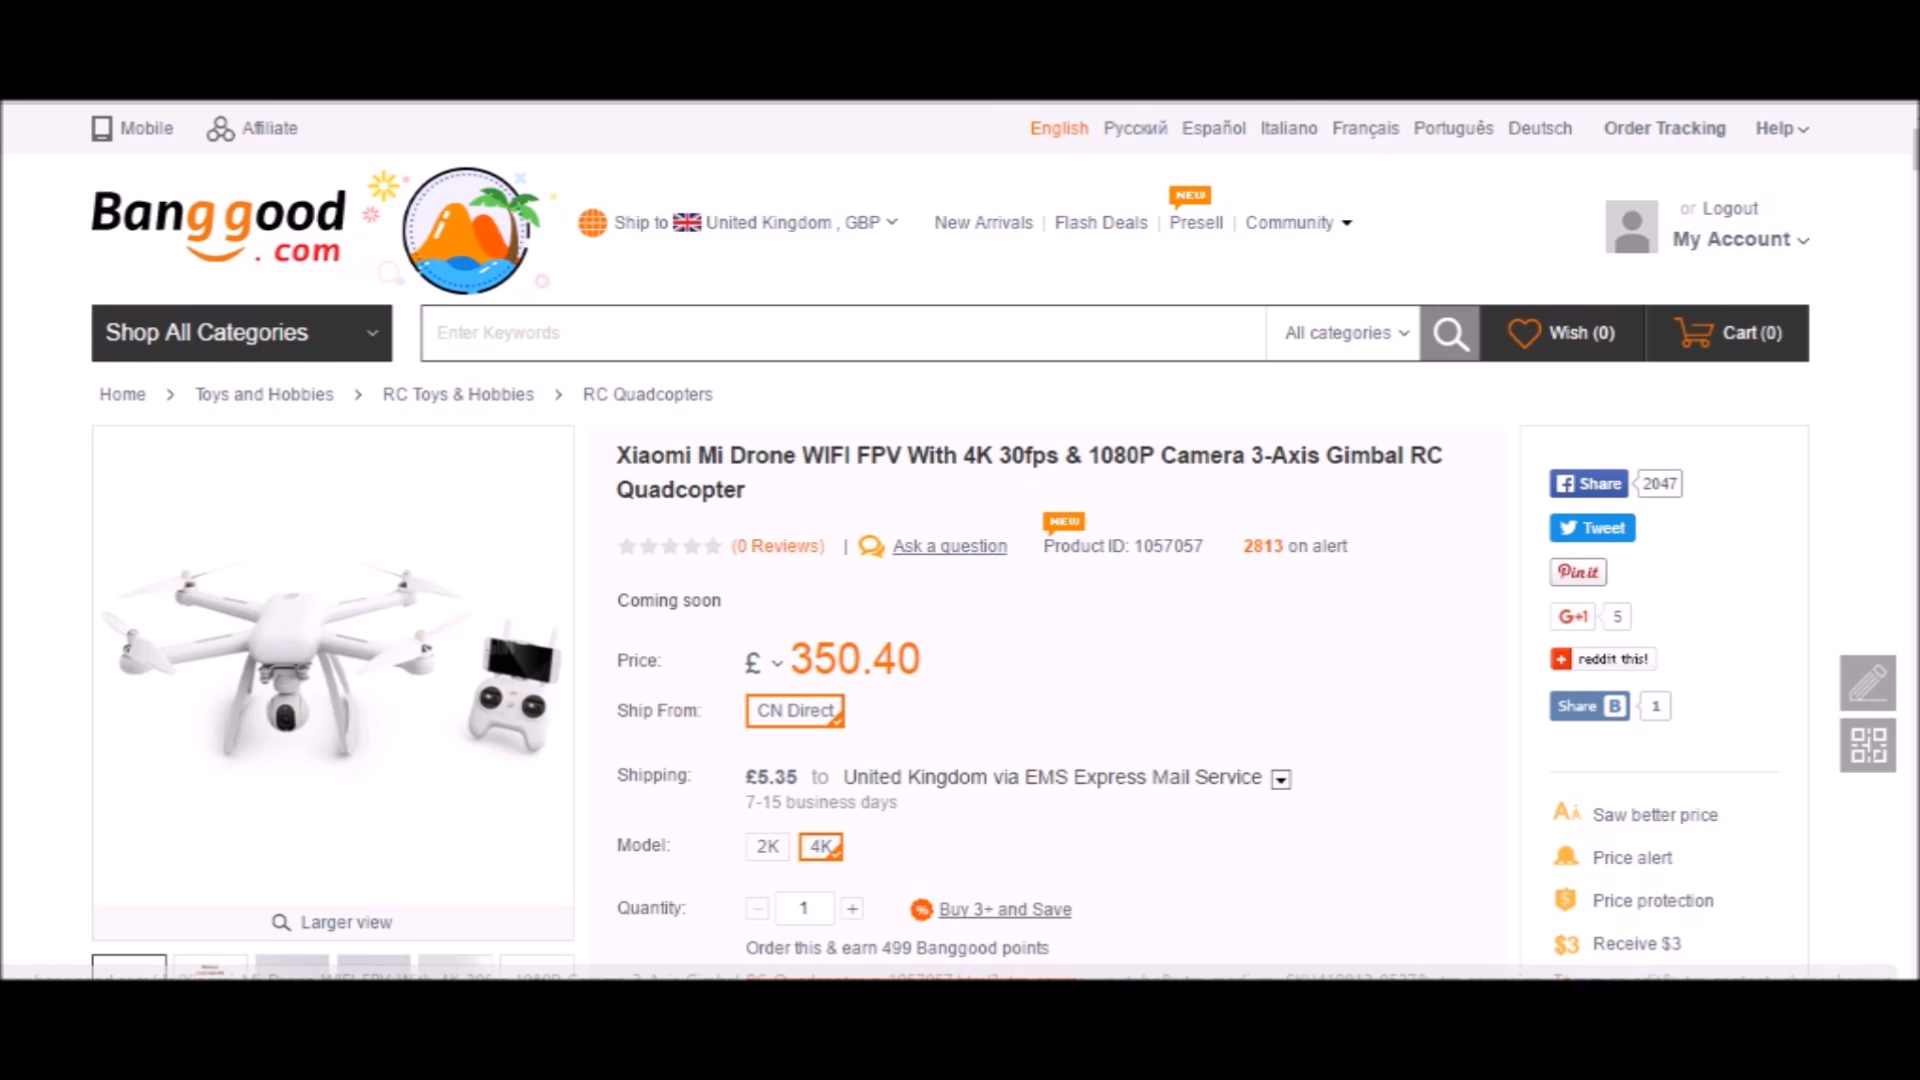 Mobile Affiliate English Русский Español Italiano Français Português Deutsch Order Tracking Help
Banggood
.com
Ship to United Kingdom , GBP New Arrivals | Flash Deals | Presell | Community
NEW
or Logout
My Account
Shop All Categories Enter Keywords All categories Wish (0) Cart (0)
Home > Toys and Hobbies > RC Toys & Hobbies > RC Quadcopters
Xiaomi Mi Drone WIFI FPV With 4K 30fps & 1080P Camera 3-Axis Gimbal RC
Quadcopter
NEW
(0 Reviews) | Ask a question Product ID: 1057057 2813 on alert
Coming soon
Price: £ 350.40
Ship From: CN Direct
Shipping: £5.35 to United Kingdom via EMS Express Mail Service
7-15 business days
Model: 2K 4K
Quantity: - 1 + Buy 3+ and Save
Order this & earn 499 Banggood points
Larger view
Share 2047
Tweet
Pin it
G+1 5
reddit this!
Share B 1
Saw better price
Price alert
Price protection
$3 Receive $3